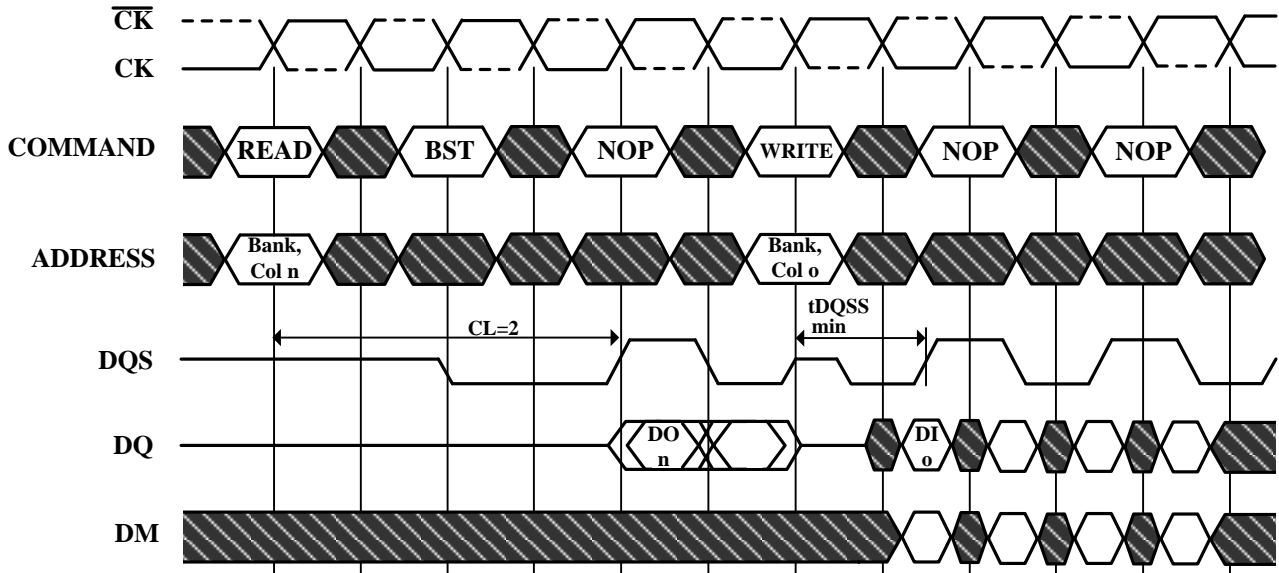 CK
CK
COMMAND
READ
BST
NOP
WRITE
NOP
NOP
ADDRESS
Bank,
Col n
Bank,
Col o
CL=2
tDQSS
min
DQS
DQ
DO
n
DI
o
DM